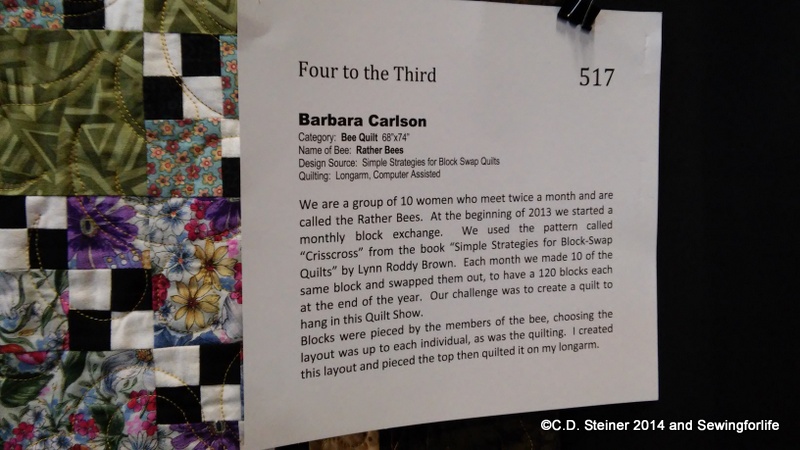 Four to the Third 517
Barbara Carlson
Category: Bee Quilt 68"x74"
Name of Bee: Rather Bees
Design Source: Simple Strategies for Block Swap Quilts
Quilting: Longarm, Computer Assisted
We are a group of 10 women who meet twice a month and are
called the Rather Bees. At the beginning of 2013 we started a
monthly block exchange. We used the pattern called
"Crisscross" from the book "Simple Strategies for Block-Swap
Quilts" by Lynn Roddy Brown. Each month we made 10 of the
same block and swapped them out, to have a 120 blocks each
at the end of the year. Our challenge was to create a quilt to
hang in this Quilt Show.
Blocks were pieced by the members of the bee, choosing the
layout was up to each individual, as was the quilting. I created
this layout and pieced the top then quilted it on my longarm.
©C.D. Steiner 2014 and Sewingforlife